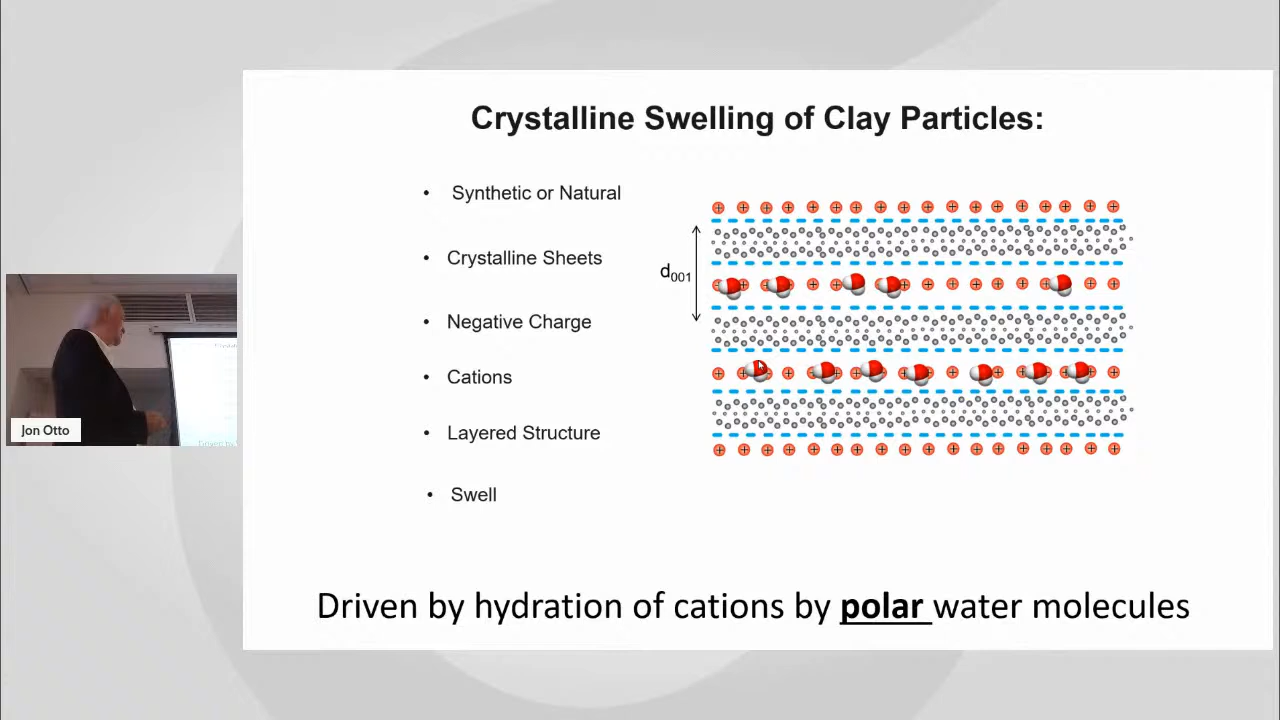 Crystalline Swelling of Clay Particles:
• Synthetic or Natural
• Crystalline Sheets
• Negative Charge
• Cations
• Layered Structure
• Swell
d001
Driven by hydration of cations by polar water molecules
Jon Otto